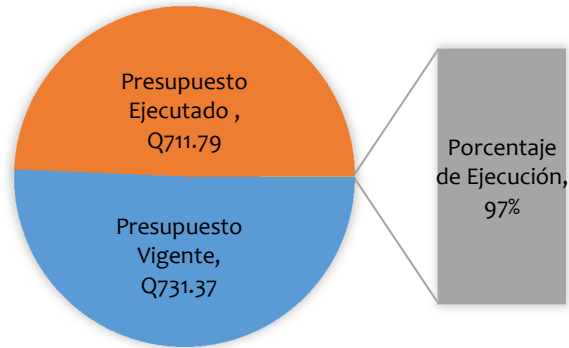 Presupuesto
Ejecutado ,
Q711.79
Porcentaje
de Ejecución,
97%
Presupuesto
Vigente,
Q731.37